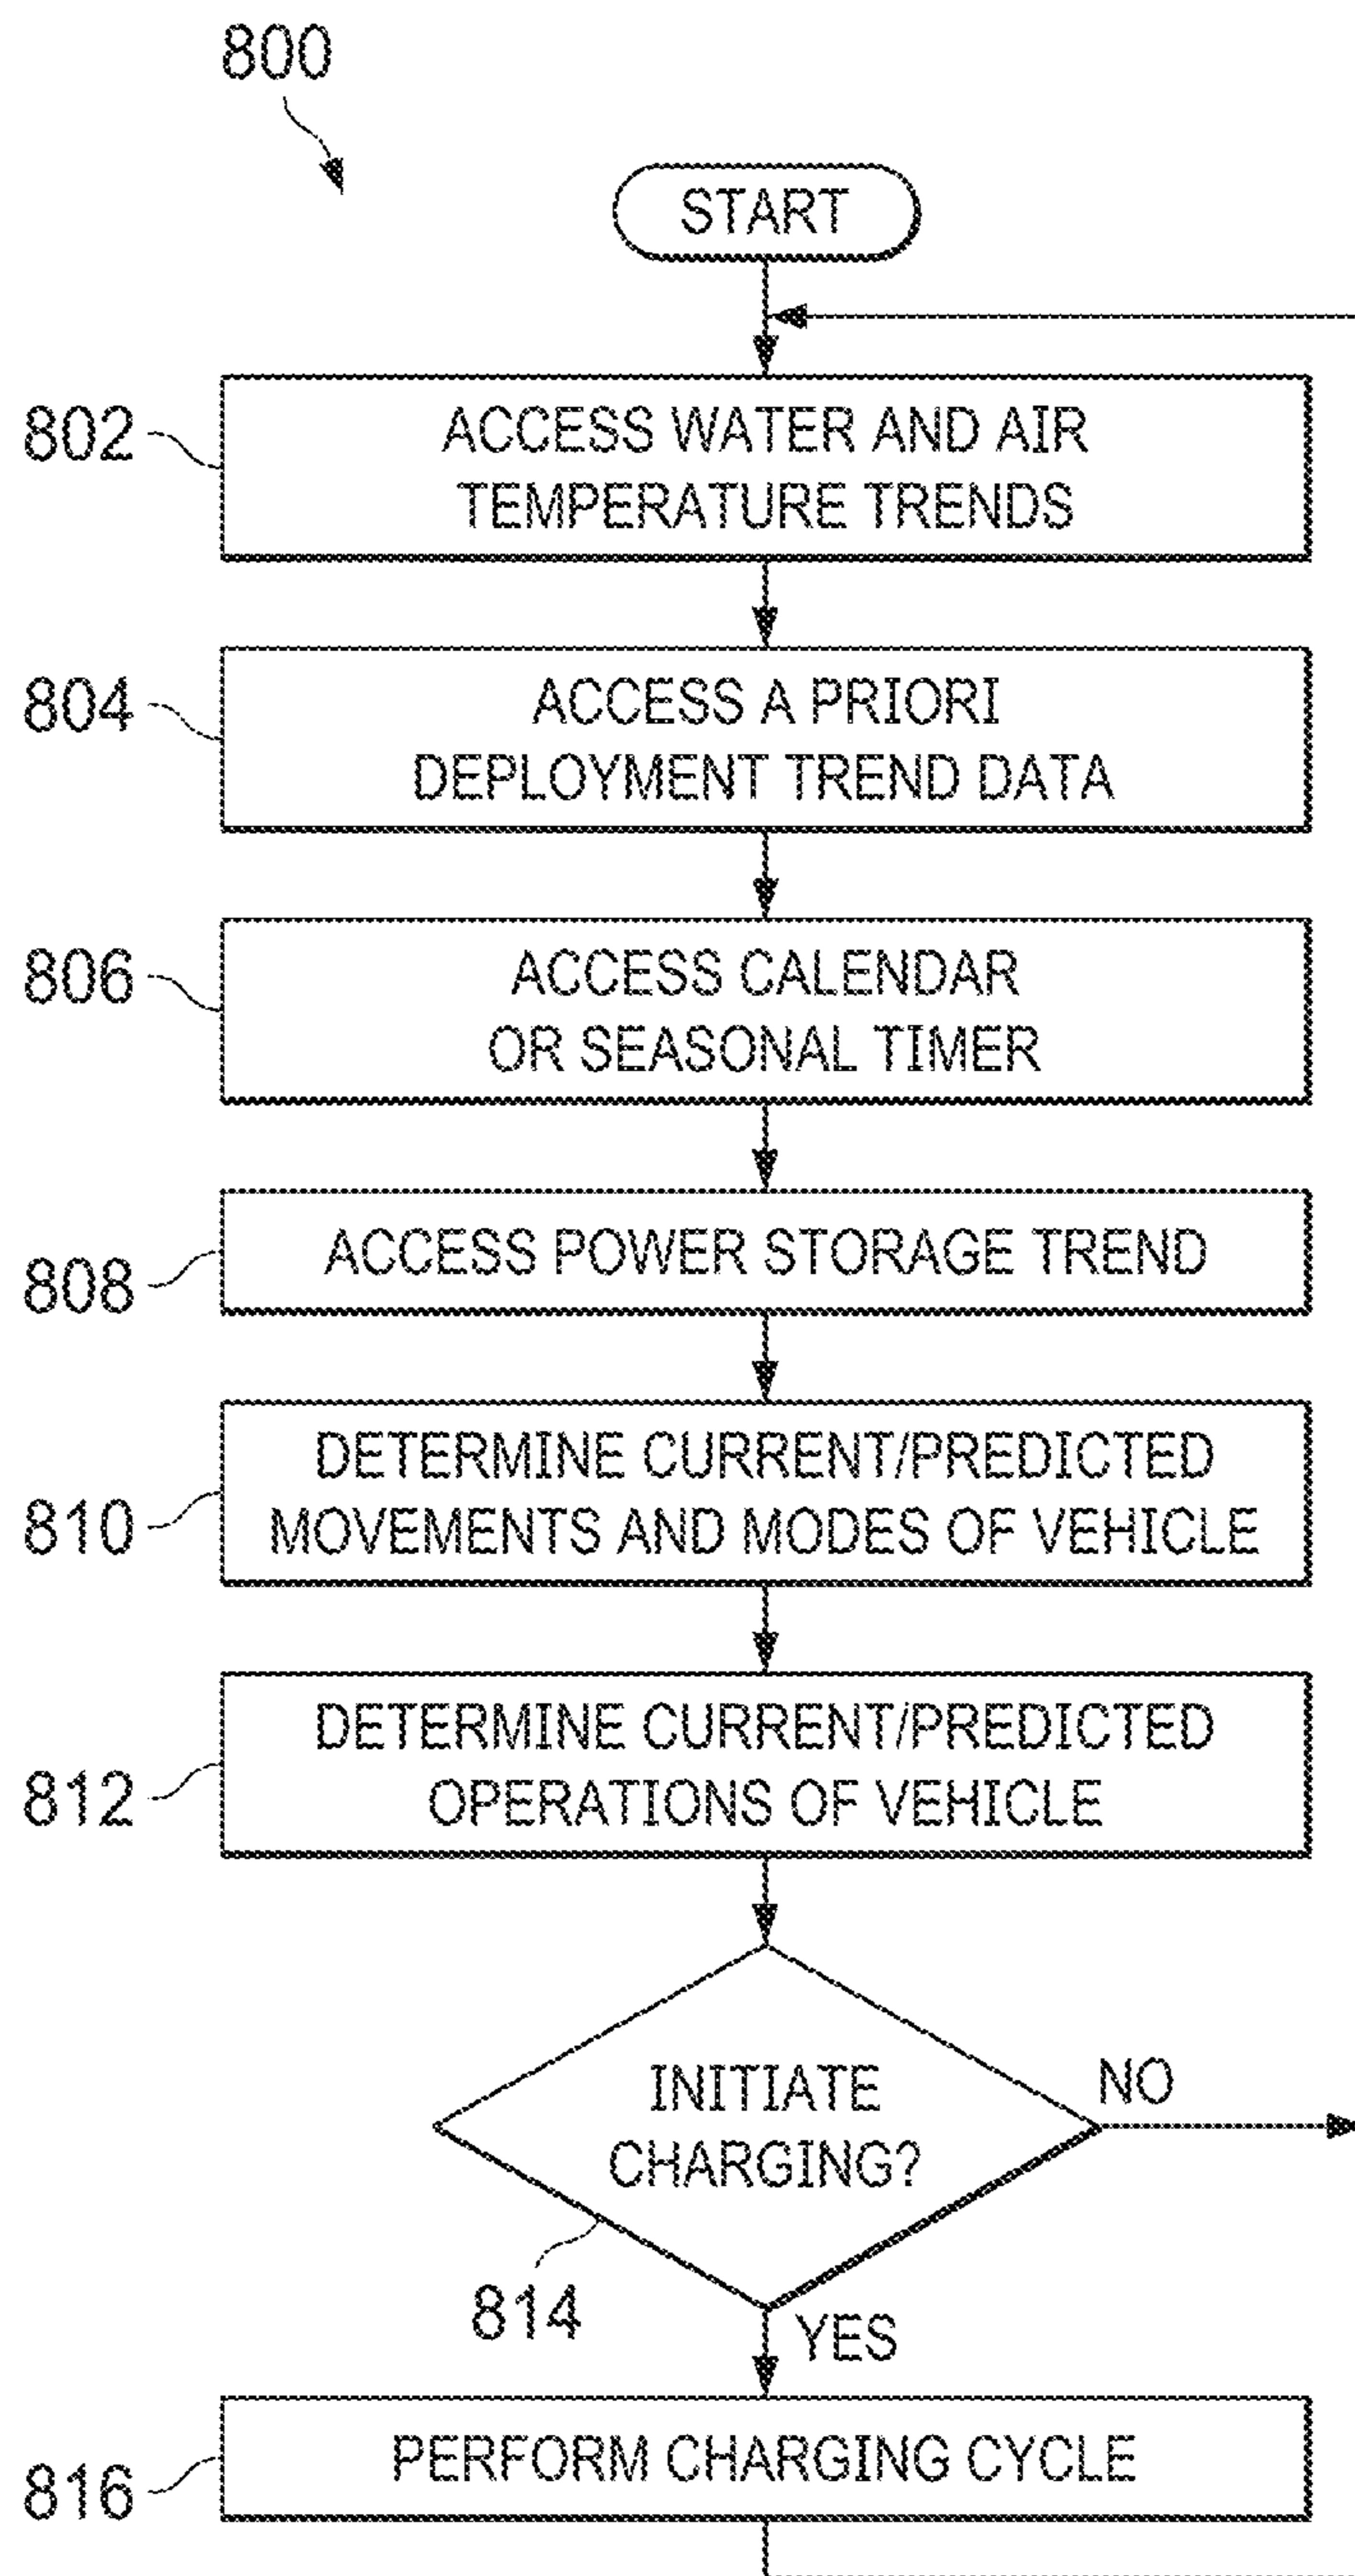 800
START
802
ACCESS WATER AND AIR
TEMPERATURE TRENDS
804
ACCESS A PRIORI
DEPLOYMENT TREND DATA
806
ACCESS CALENDAR
OR SEASONAL TIMER
808
ACCESS POWER STORAGE TREND
810
DETERMINE CURRENT/PREDICTED
MOVEMENTS AND MODES OF VEHICLE
812
DETERMINE CURRENT/PREDICTED
OPERATIONS OF VEHICLE
INITIATE
CHARGING?
NO
814
YES
816
PERFORM CHARGING CYCLE